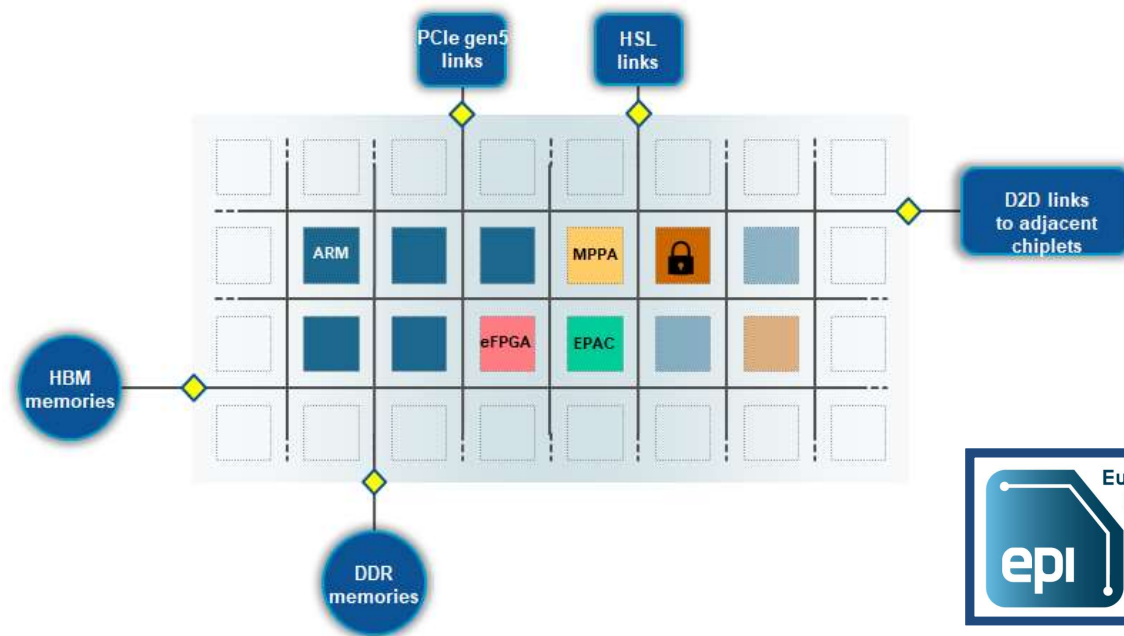 PCIe gen5
links
HSL
links
D2D links
to adjacent
chiplets
ARM
MPPA
eFPGA
EPAC
HBM
memories
DDR
memories
epi